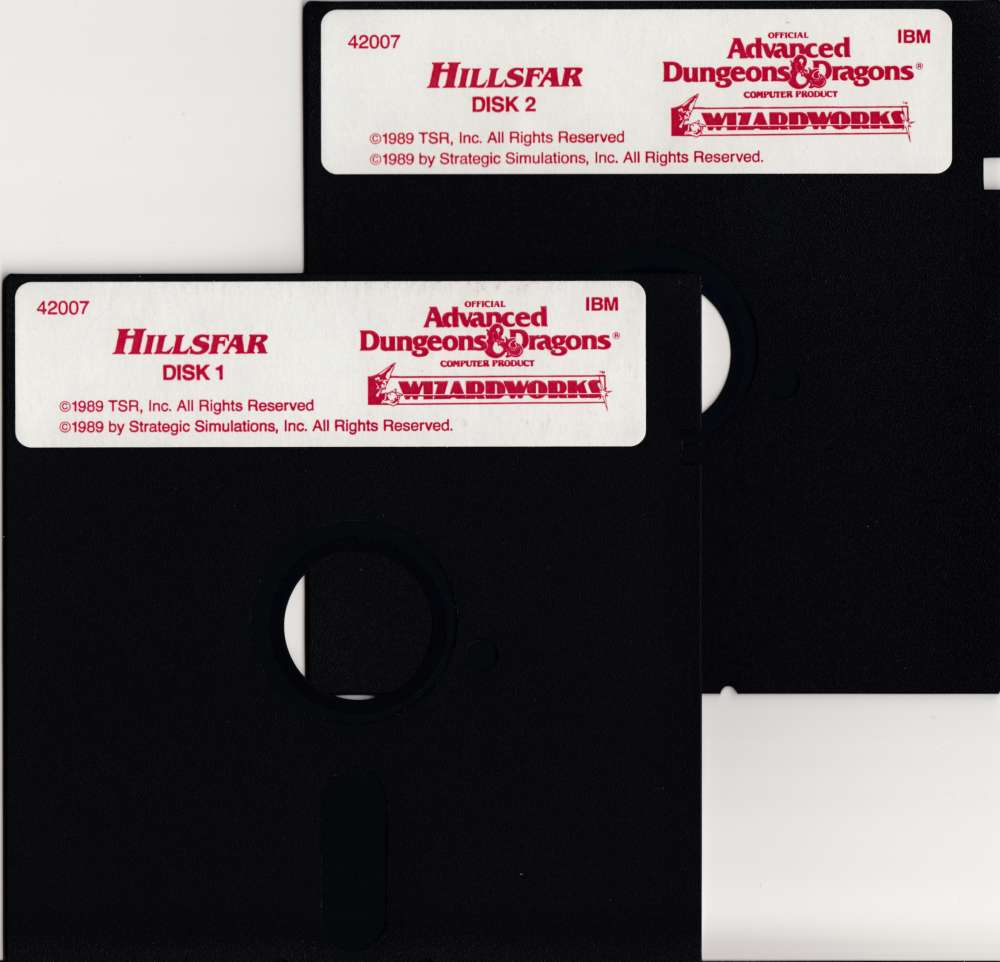 42007
HILLSFAR
DISK 2
OFFICIAL
Advanced
Dungeons & Dragons®
COMPUTER PRODUCT
IBM
WIZARDWORKS™
©1989 TSR, Inc. All Rights Reserved
©1989 by Strategic Simulations, Inc. All Rights Reserved.
42007
HILLSFAR
DISK 1
OFFICIAL
Advanced
Dungeons & Dragons®
COMPUTER PRODUCT
IBM
WIZARDWORKS™
©1989 TSR, Inc. All Rights Reserved
©1989 by Strategic Simulations, Inc. All Rights Reserved.